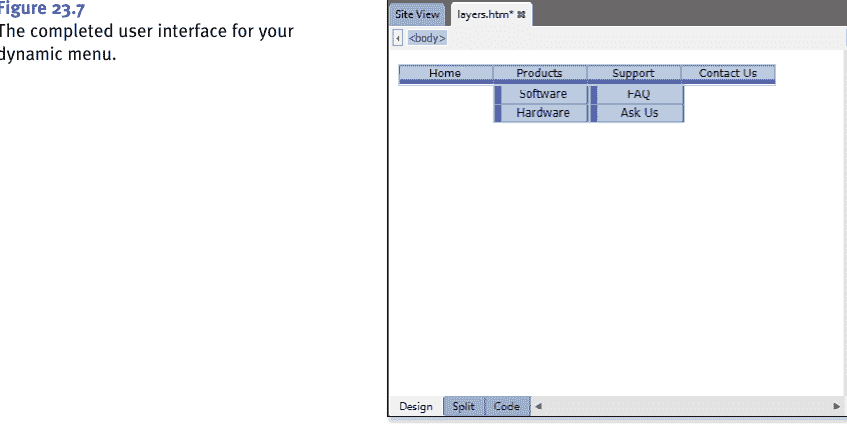 Figure 23.7
The completed user interface for your
dynamic menu.
Site View layers.htm*
<body>
Home Products Support Contact Us
Software FAQ
Hardware Ask Us
Design Split Code